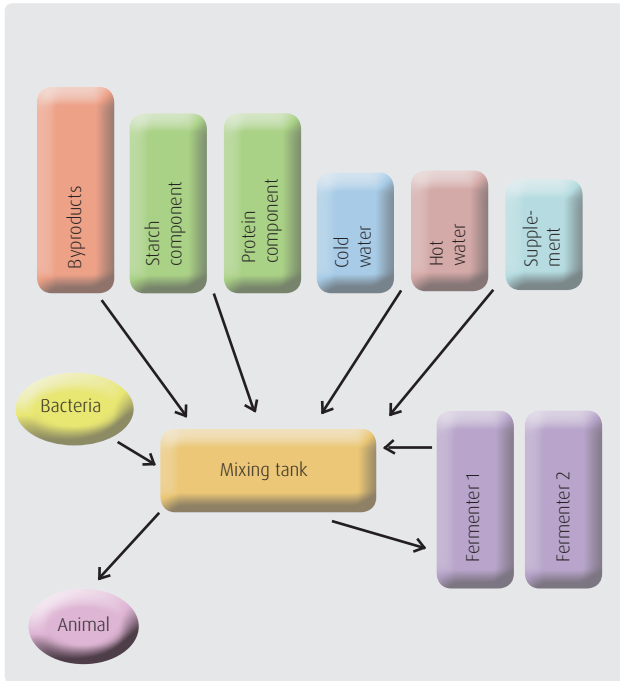 Byproducts
Starch
component
Protein
component
Cold
water
Hot
water
Supple-
ment
Bacteria
Mixing tank
Fermenter 1
Fermenter 2
Animal